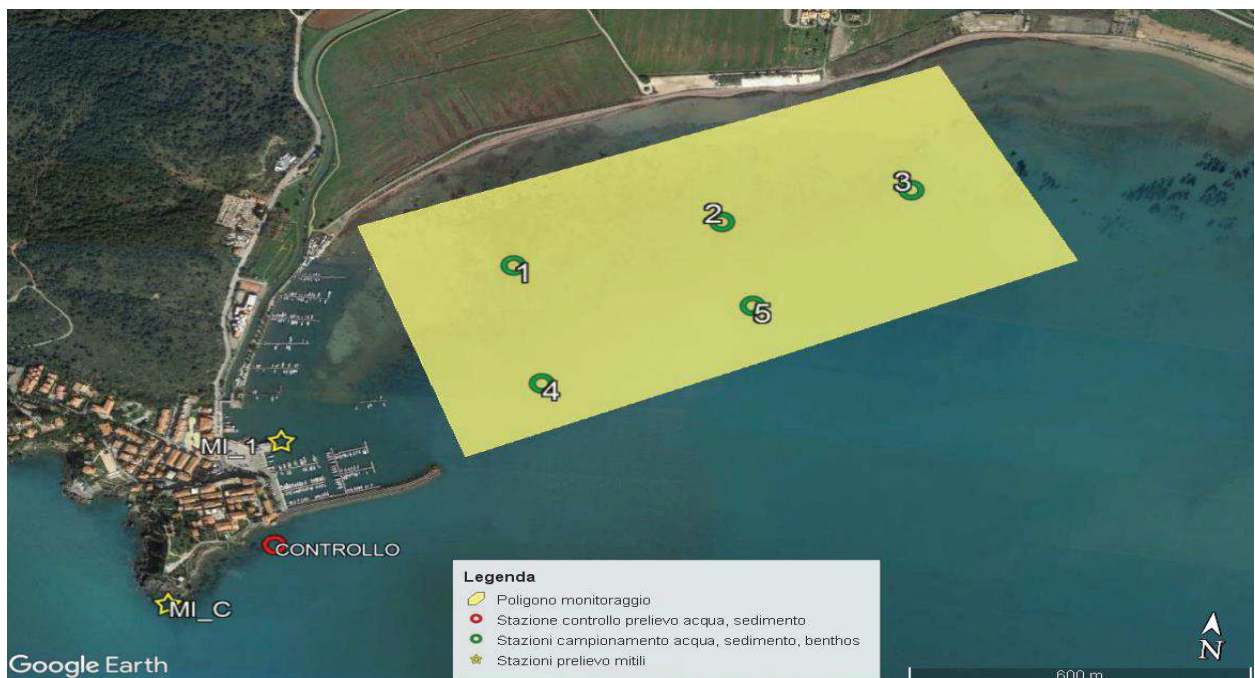 3
2
1
5
4
MI_1
CONTROLLO
MI_C
Legenda
Poligono monitoraggio
Stazione controllo prelievo acqua, sedimento
Stazioni campionamento acqua, sedimento, benthos
Stazioni prelievo mitili
N
Google Earth
600 m